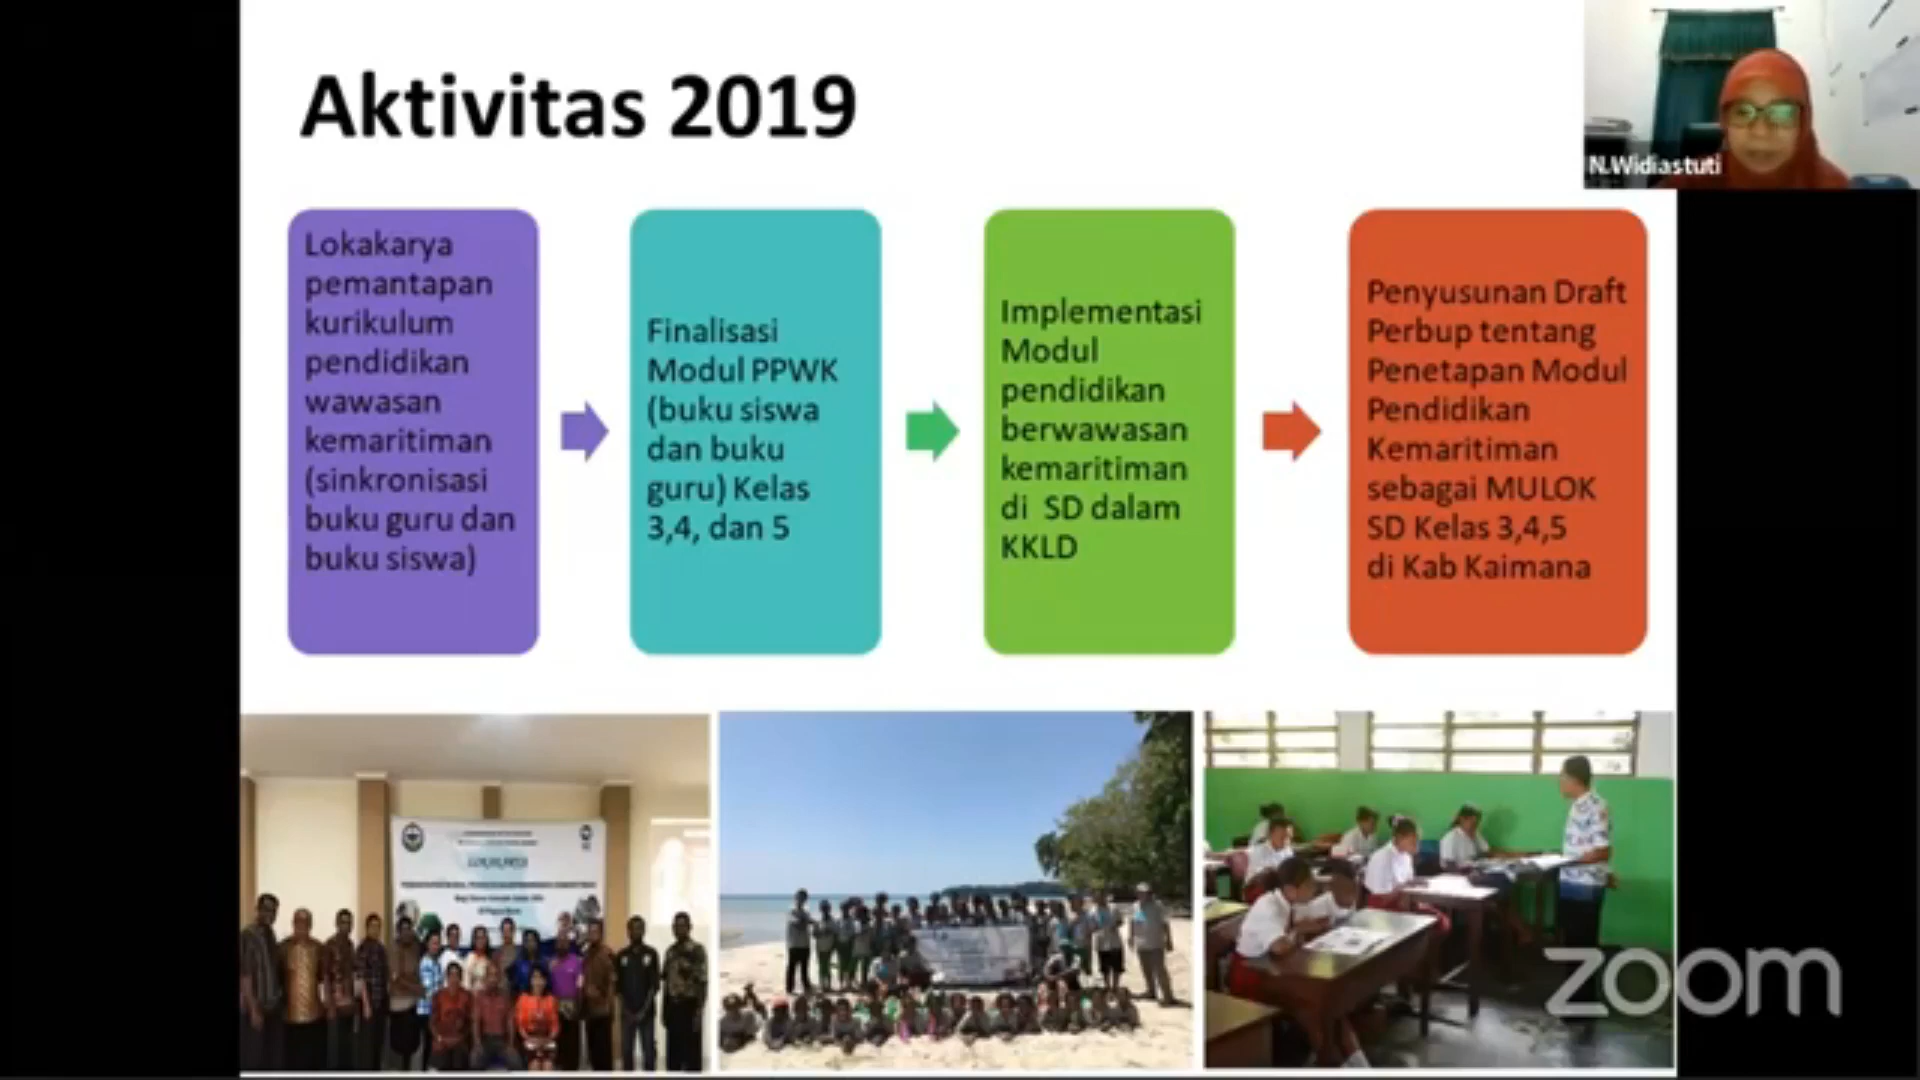 Aktivitas 2019
N.Widiastuti
Lokakarya
pemantapan
kurikulum
pendidikan
wawasan
kemaritiman
(sinkronisasi
buku guru dan
buku siswa)
Finalisasi
Modul PPWK
(buku siswa
dan buku
guru) Kelas
3,4, dan 5
Implementasi
Modul
pendidikan
berwawasan
kemaritiman
di SD dalam
KKLD
Penyusunan Draft
Perbup tentang
Penetapan Modul
Pendidikan
Kemaritiman
sebagai MULOK
SD Kelas 3,4,5
di Kab Kaimana
zoom